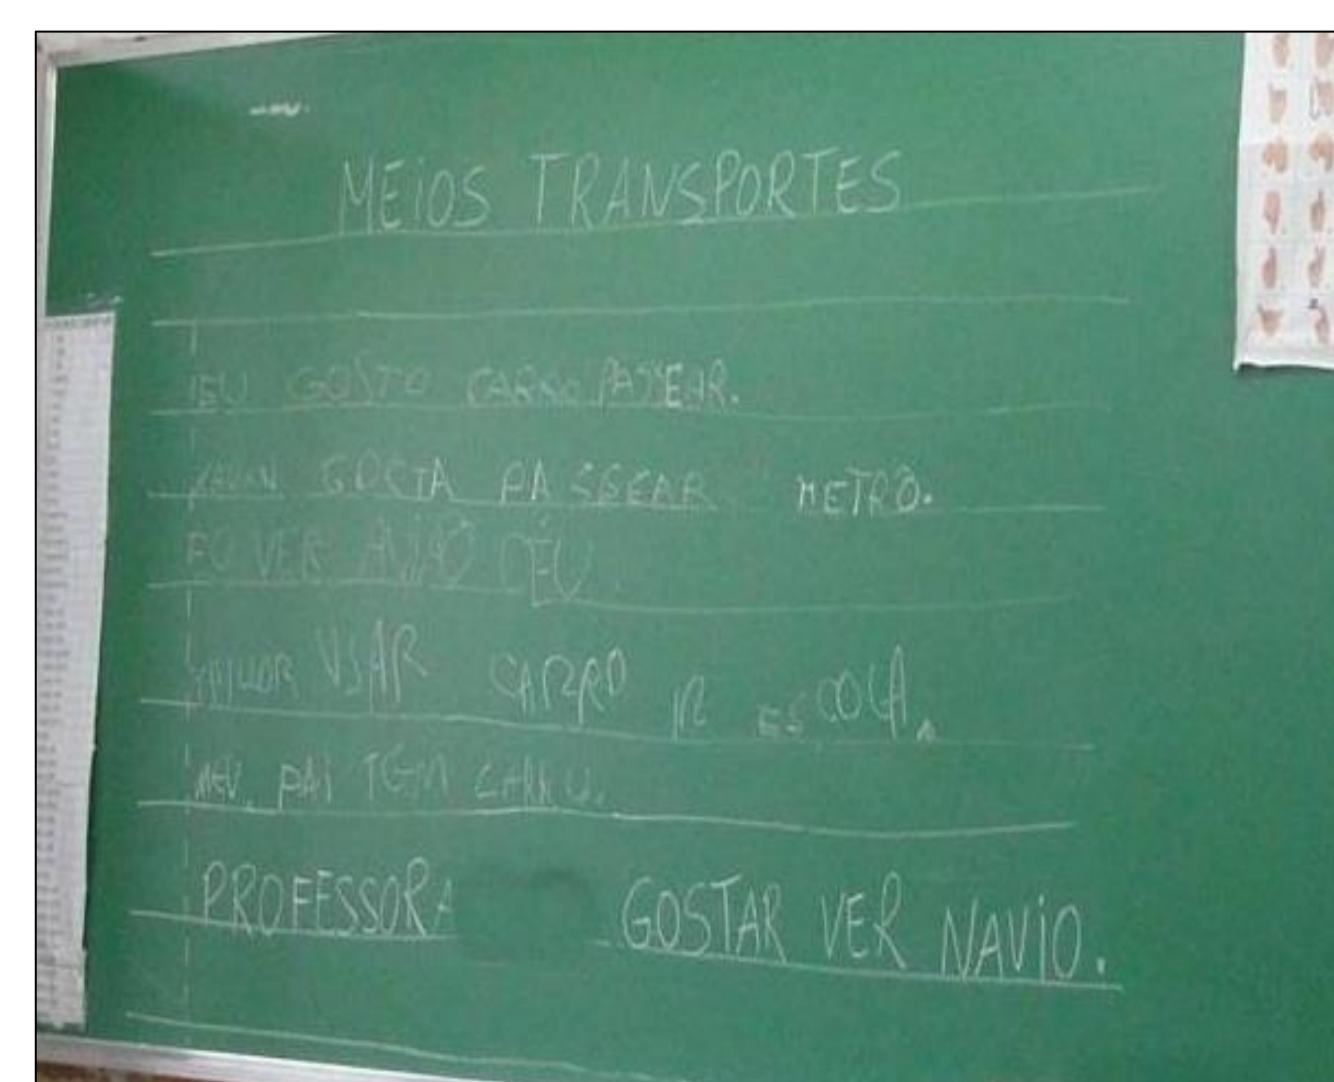 MEIOS TRANSPORTES
EU GOSTO CARRO PASSEAR.
GOSTA PASSEAR METRÔ.
EU VER AVIÃO CÉU
USAR CARRO IR ESCOLA.
MEU PAI TEM CARRO.
PROFESSORA GOSTAR VER NAVIO.